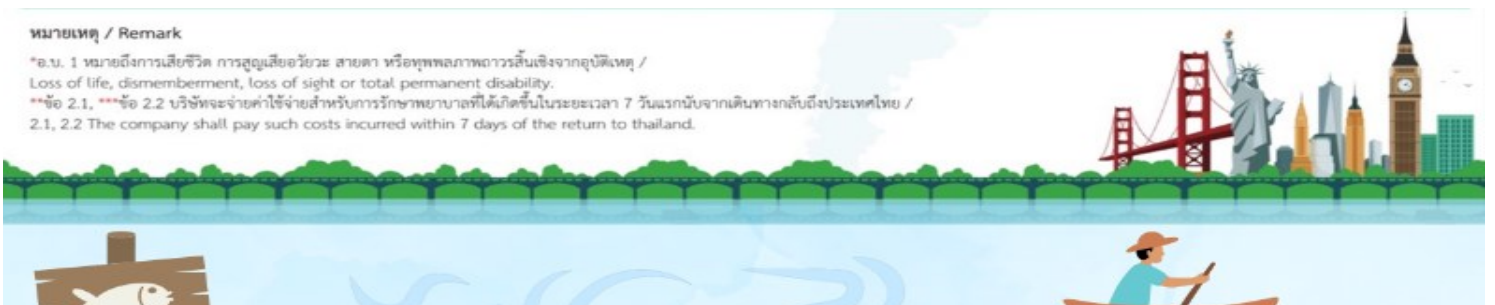 หมายเหตุ / Remark
*อ.บ. 1 หมายถึงการเสียชีวิต การสูญเสียอวัยวะ สายตา หรือทุพพลภาพถาวรสิ้นเชิงจากอุบัติเหตุ /
Loss of life, dismemberment, loss of sight or total permanent disability.
**ข้อ 2.1, ***ข้อ 2.2 บริษัทจะจ่ายค่าใช้จ่ายสำหรับการรักษาพยาบาลที่ได้เกิดขึ้นในระยะเวลา 7 วันแรกนับจากเดินทางกลับถึงประเทศไทย /
2.1, 2.2 The company shall pay such costs incurred within 7 days of the return to thailand.